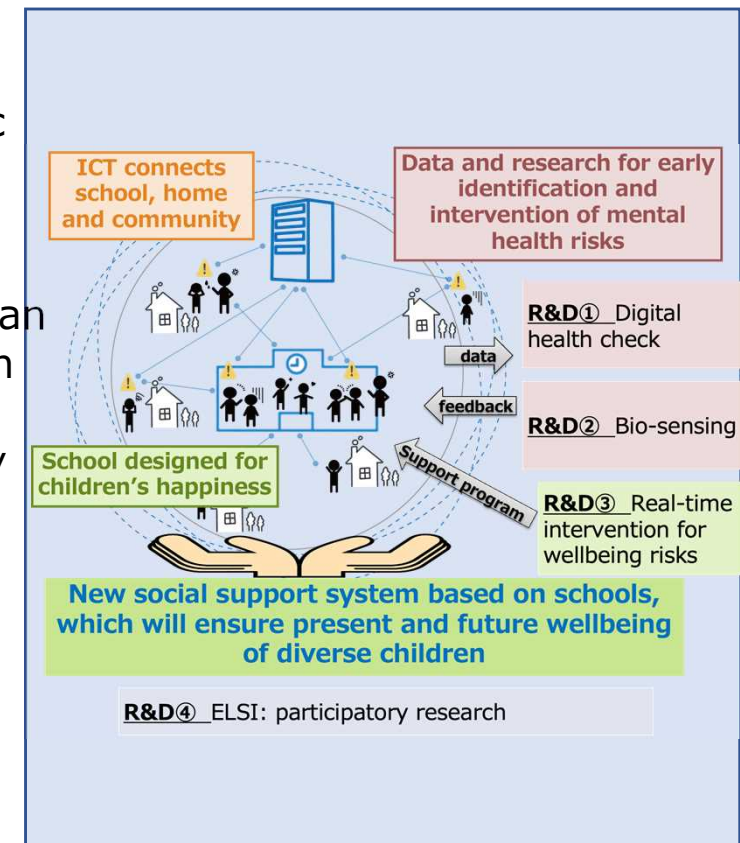 c
an
n
y
ICT connects
school, home
and community
Data and research for early
identification and
intervention of mental
health risks
R&D① Digital
health check
data
feedback
R&D② Bio-sensing
Support program
School designed for
children's happiness
R&D③ Real-time
intervention for
wellbeing risks
New social support system based on schools,
which will ensure present and future wellbeing
of diverse children
R&D④ ELSI: participatory research